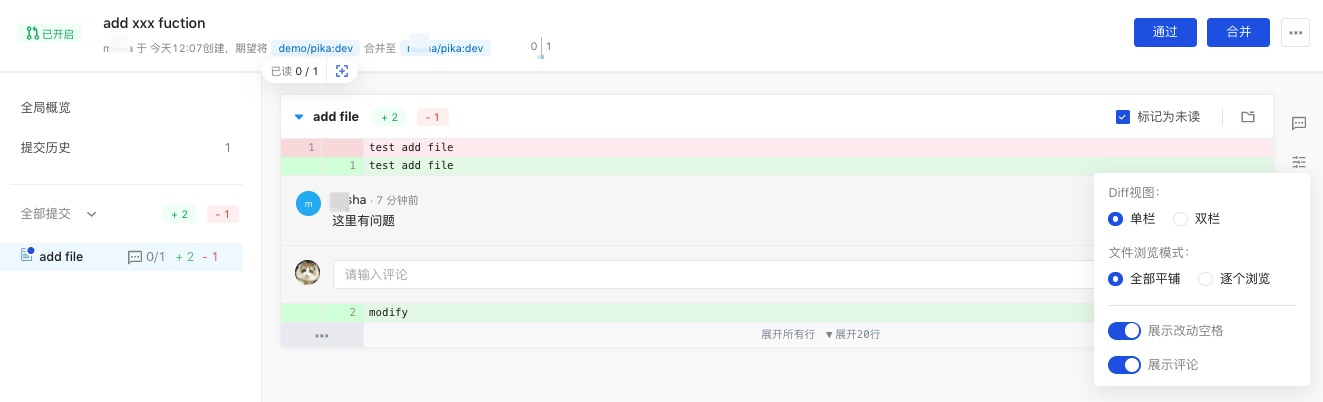 已开启
add xxx fuction
于 今天12:07创建，期望将 demo/pika:dev 合并至 /pika:dev
0 1
通过
合并
...
已读 0 / 1
全局概览
提交历史 1
全部提交 + 2 - 1
add file 0/1 + 2 - 1
add file + 2 - 1
标记为未读
1 test add file
1 test add file
m
sha · 7 分钟前
这里有问题
请输入评论
2 modify
... 展开所有行 ▼展开20行
Diff视图：
单栏 双栏
文件浏览模式：
全部平铺 逐个浏览
展示改动空格
展示评论